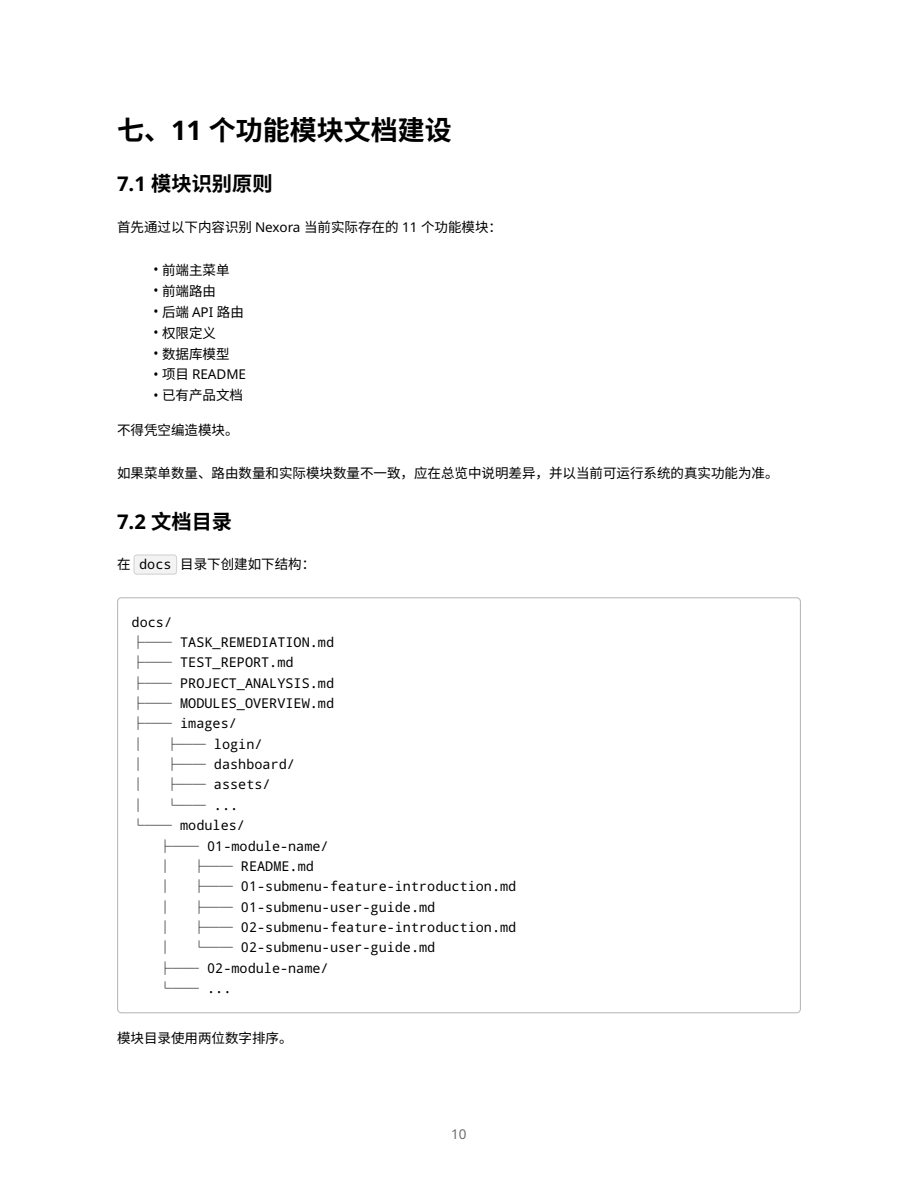 七、11 个功能模块文档建设
7.1 模块识别原则
首先通过以下内容识别 Nexora 当前实际存在的 11 个功能模块：
• 前端主菜单
• 前端路由
• 后端 API 路由
• 权限定义
• 数据库模型
• 项目 README
• 已有产品文档
不得凭空编造模块。
如果菜单数量、路由数量和实际模块数量不一致，应在总览中说明差异，并以当前可运行系统的真实功能为准。
7.2 文档目录
在 docs 目录下创建如下结构：
docs/
├── TASK_REMEDIATION.md
├── TEST_REPORT.md
├── PROJECT_ANALYSIS.md
├── MODULES_OVERVIEW.md
├── images/
│   ├── login/
│   ├── dashboard/
│   ├── assets/
│   └── ...
└── modules/
    ├── 01-module-name/
    │   ├── README.md
    │   ├── 01-submenu-feature-introduction.md
    │   ├── 01-submenu-user-guide.md
    │   ├── 02-submenu-feature-introduction.md
    │   └── 02-submenu-user-guide.md
    ├── 02-module-name/
    └── ...
模块目录使用两位数字排序。
10